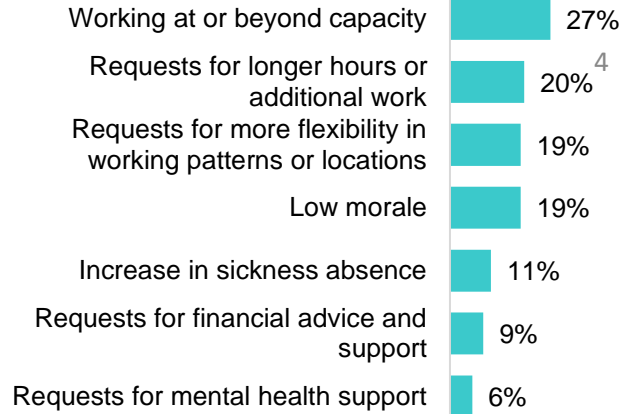 Working at or beyond capacity 27%
Requests for longer hours or
additional work 20% 4
Requests for more flexibility in
working patterns or locations 19%
Low morale 19%
Increase in sickness absence 11%
Requests for financial advice and
support 9%
Requests for mental health support 6%